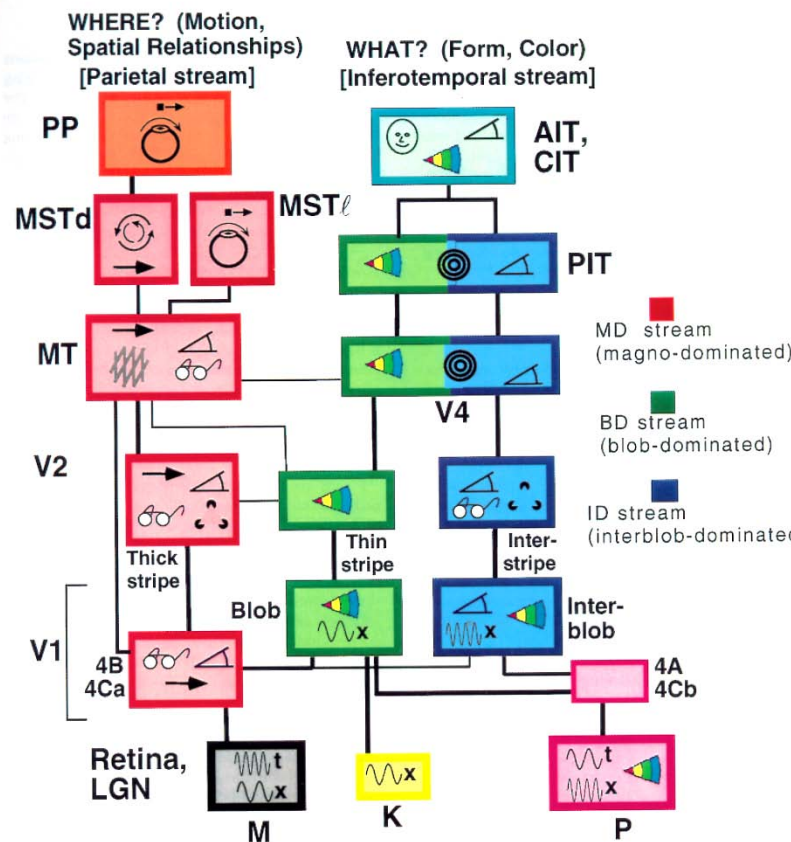 WHERE? (Motion,
Spatial Relationships)
[Parietal stream]
WHAT? (Form, Color)
[Inferotemporal stream]
PP
AIT,
CIT
MSTd
MSTℓ
PIT
MT
V4
MD stream
(magno-dominated)
BD stream
(blob-dominated)
ID stream
(interblob-dominated
V2
Thick
stripe
Thin
stripe
Inter-
stripe
V1
Blob
x
Inter-
blob
x
4B
4Ca
4A
4Cb
Retina,
LGN
t
x
M
x
K
t
x
P